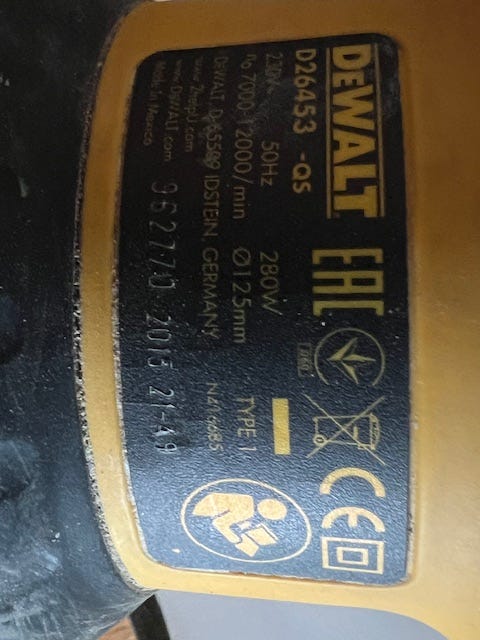 DEWALT EAC CE
D26453 -QS TYPE 1
230V~ 50Hz 280W
n₀ 7000-12000/min Ø125mm
DeWALT, D-65510 IDSTEIN, GERMANY
www.2helpU.com
www.DeWALT.com
Made in Mexico
962770 2015 21-49